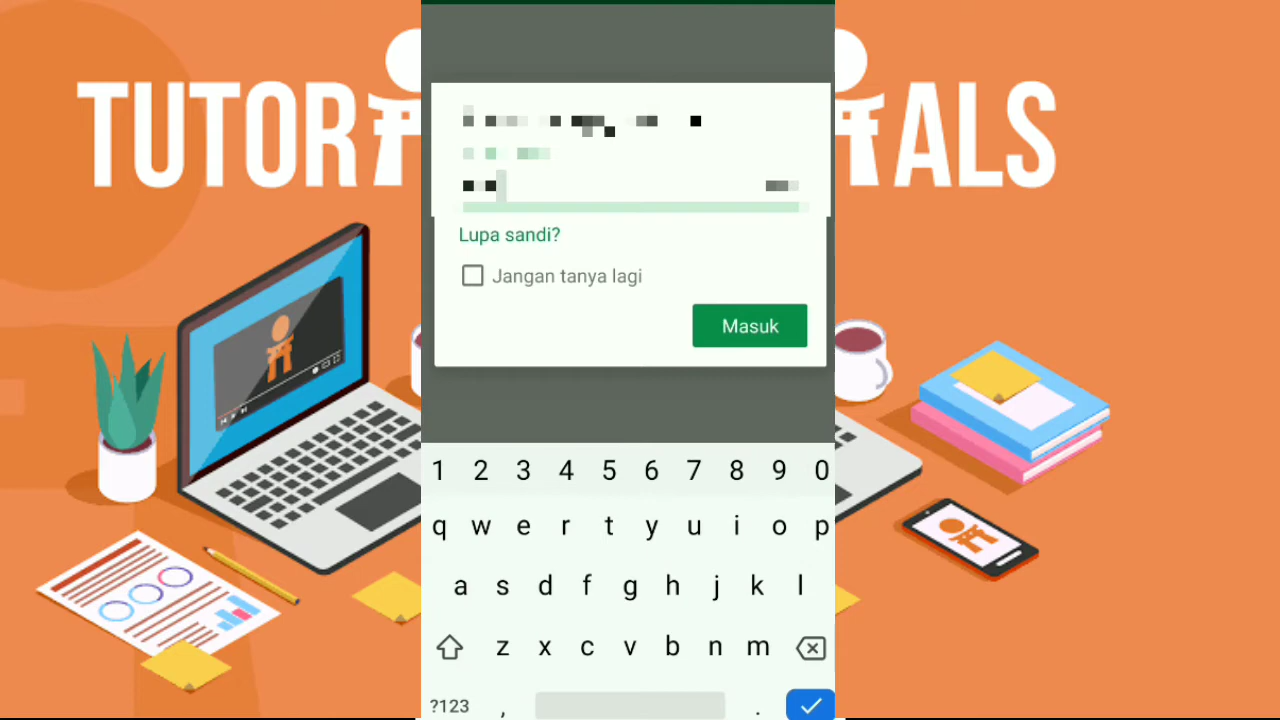 TUTOR ALS
Lupa sandi?
Jangan tanya lagi
Masuk
1 2 3 4 5 6 7 8 9 0
q w e r t y u i o p
a s d f g h j k l
z x c v b n m
?123 , .